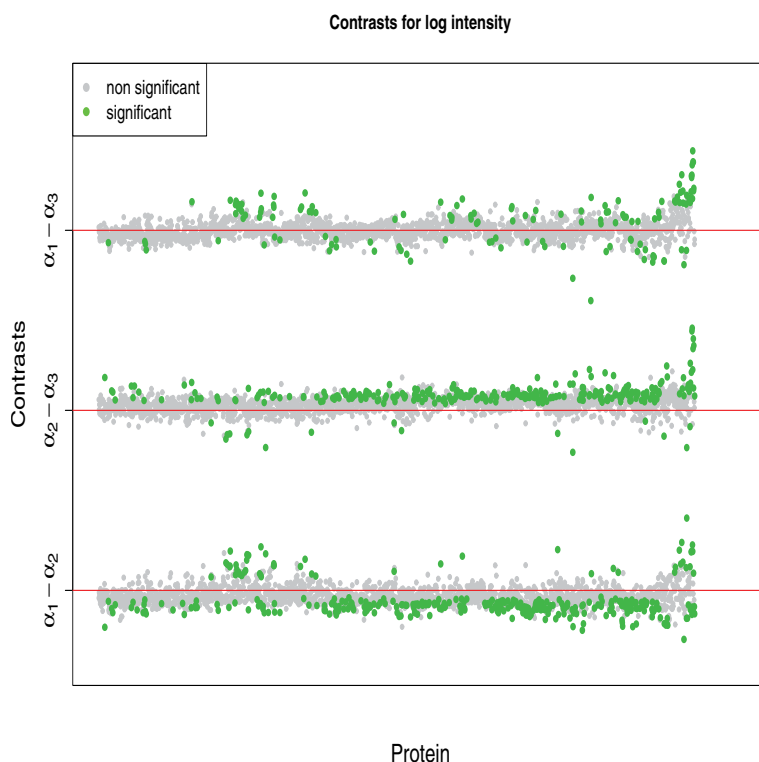 Contrasts for log intensity
non significant
significant
α₁ − α₃
α₂ − α₃
α₁ − α₂
Contrasts
Protein